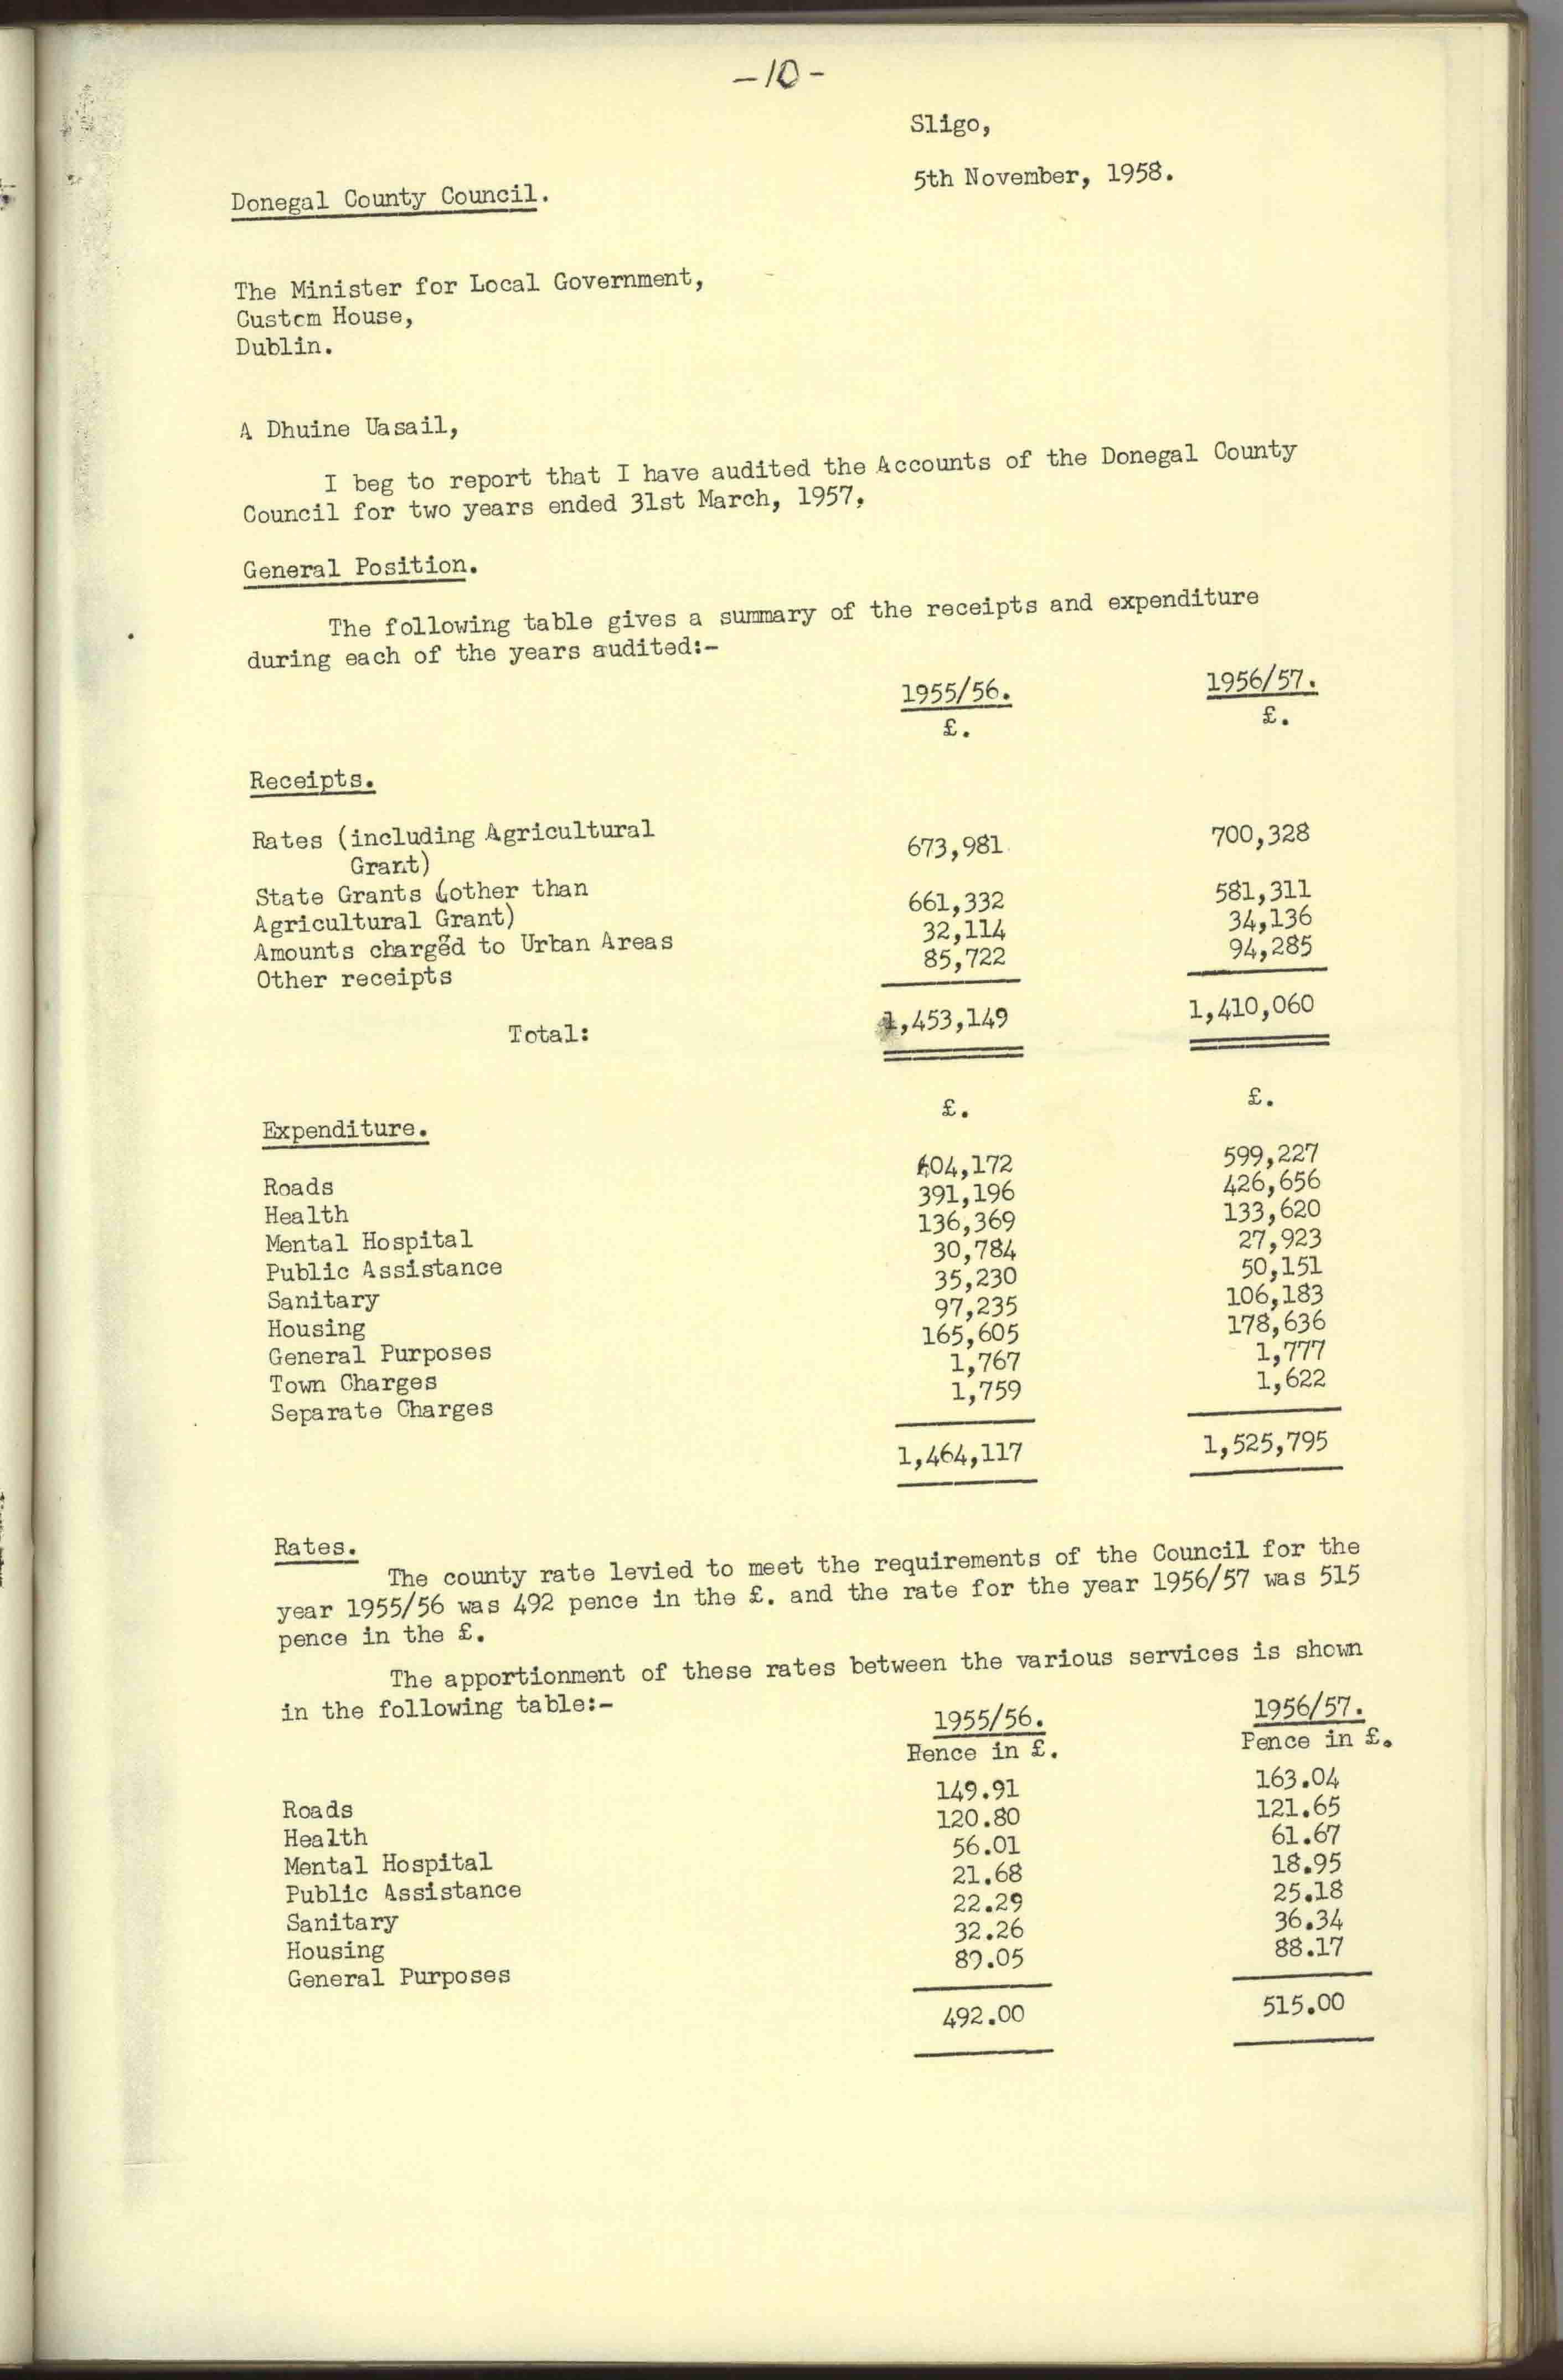 -10-
Sligo,
5th November, 1958.
Donegal County Council.
The Minister for Local Government,
Custom House,
Dublin.
A Dhuine Uasail,
I beg to report that I have audited the Accounts of the Donegal County
Council for two years ended 31st March, 1957.
General Position.
The following table gives a summary of the receipts and expenditure
during each of the years audited:-
1955/56. 1956/57.
£. £.
Receipts.
Rates (including Agricultural
Grant) 673,981 700,328
State Grants (other than
Agricultural Grant) 661,332 581,311
Amounts charged to Urban Areas 32,114 34,136
Other receipts 85,722 94,285
Total: 1,453,149 1,410,060
£. £.
Expenditure.
Roads 604,172 599,227
Health 391,196 426,656
Mental Hospital 136,369 133,620
Public Assistance 30,784 27,923
Sanitary 35,230 50,151
Housing 97,235 106,183
General Purposes 165,605 178,636
Town Charges 1,767 1,777
Separate Charges 1,759 1,622
1,464,117 1,525,795
Rates.
The county rate levied to meet the requirements of the Council for the
year 1955/56 was 492 pence in the £. and the rate for the year 1956/57 was 515
pence in the £.
The apportionment of these rates between the various services is shown
in the following table:-
1955/56. 1956/57.
Pence in £. Pence in £.
Roads 149.91 163.04
Health 120.80 121.65
Mental Hospital 56.01 61.67
Public Assistance 21.68 18.95
Sanitary 22.29 25.18
Housing 32.26 36.34
General Purposes 89.05 88.17
492.00 515.00